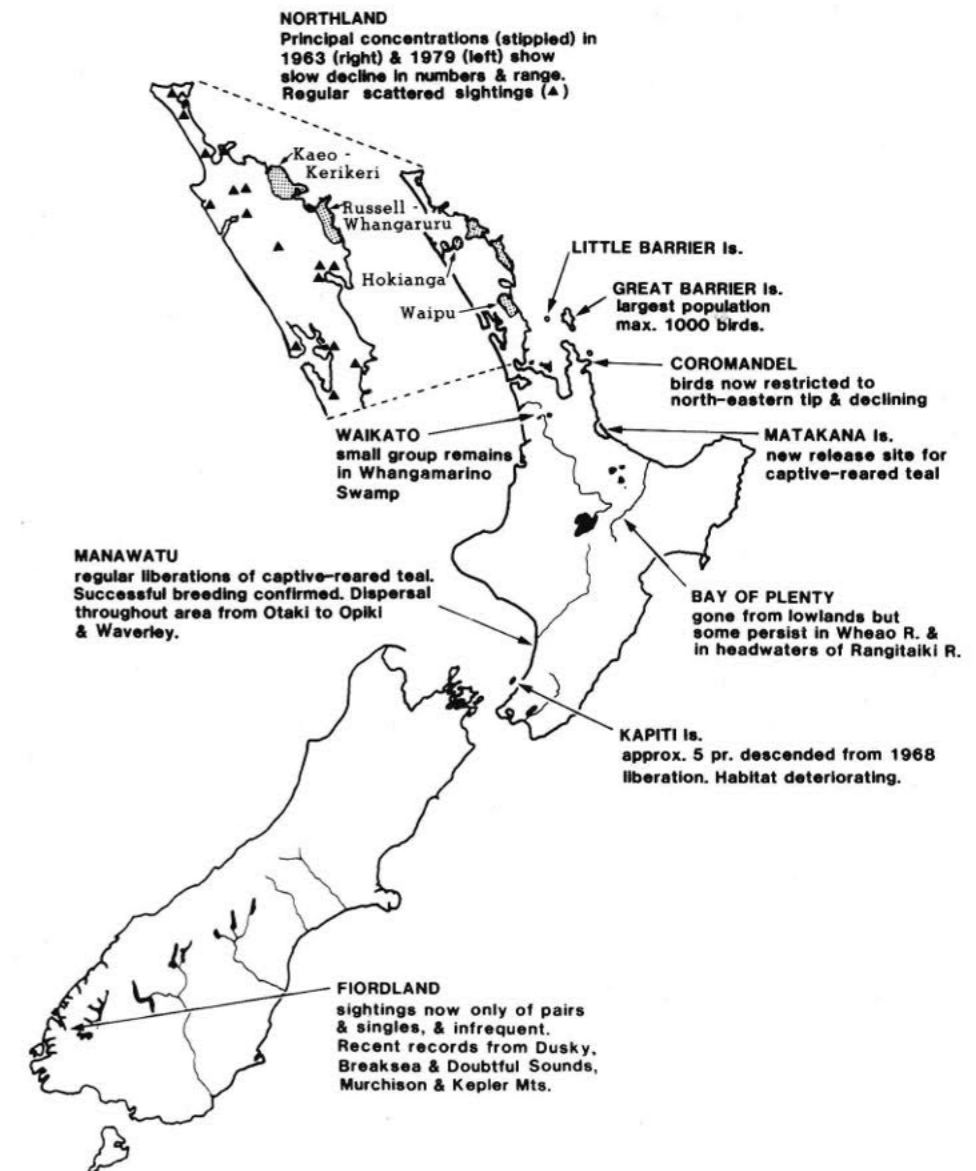 NORTHLAND
Principal concentrations (stippled) in
1963 (right) & 1979 (left) show
slow decline in numbers & range.
Regular scattered sightings (▲)
Kaeo -
Kerikeri
Russell -
Whangaruru
Hokianga
Waipu
LITTLE BARRIER Is.
GREAT BARRIER Is.
largest population
max. 1000 birds.
COROMANDEL
birds now restricted to
north-eastern tip & declining
WAIKATO
small group remains
in Whangamarino
Swamp
MATAKANA Is.
new release site for
captive-reared teal
MANAWATU
regular liberations of captive-reared teal.
Successful breeding confirmed. Dispersal
throughout area from Otaki to Opiki
& Waverley.
BAY OF PLENTY
gone from lowlands but
some persist in Wheao R. &
in headwaters of Rangitaiki R.
KAPITI Is.
approx. 5 pr. descended from 1968
liberation. Habitat deteriorating.
FIORDLAND
sightings now only of pairs
& singles, & infrequent.
Recent records from Dusky,
Breaksea & Doubtful Sounds,
Murchison & Kepler Mts.